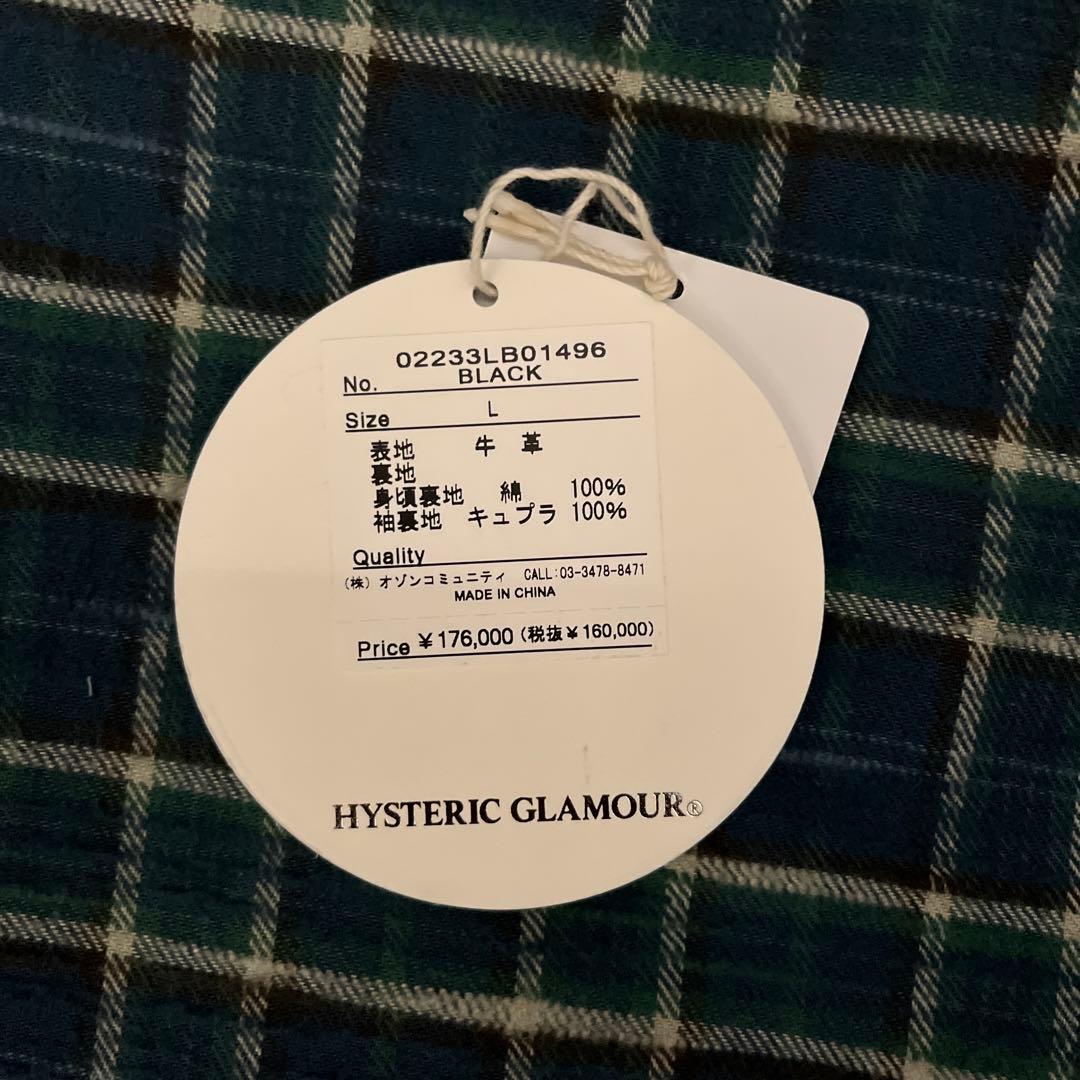 02233LB01496
No. BLACK
Size L
表地 牛 革
裏地
身頃裏地 綿 100%
袖裏地 キュプラ 100%
Quality
(株) オゾンコミュニティ CALL:03-3478-8471
MADE IN CHINA
Price ¥176,000 (税抜¥160,000)
HYSTERIC GLAMOUR®